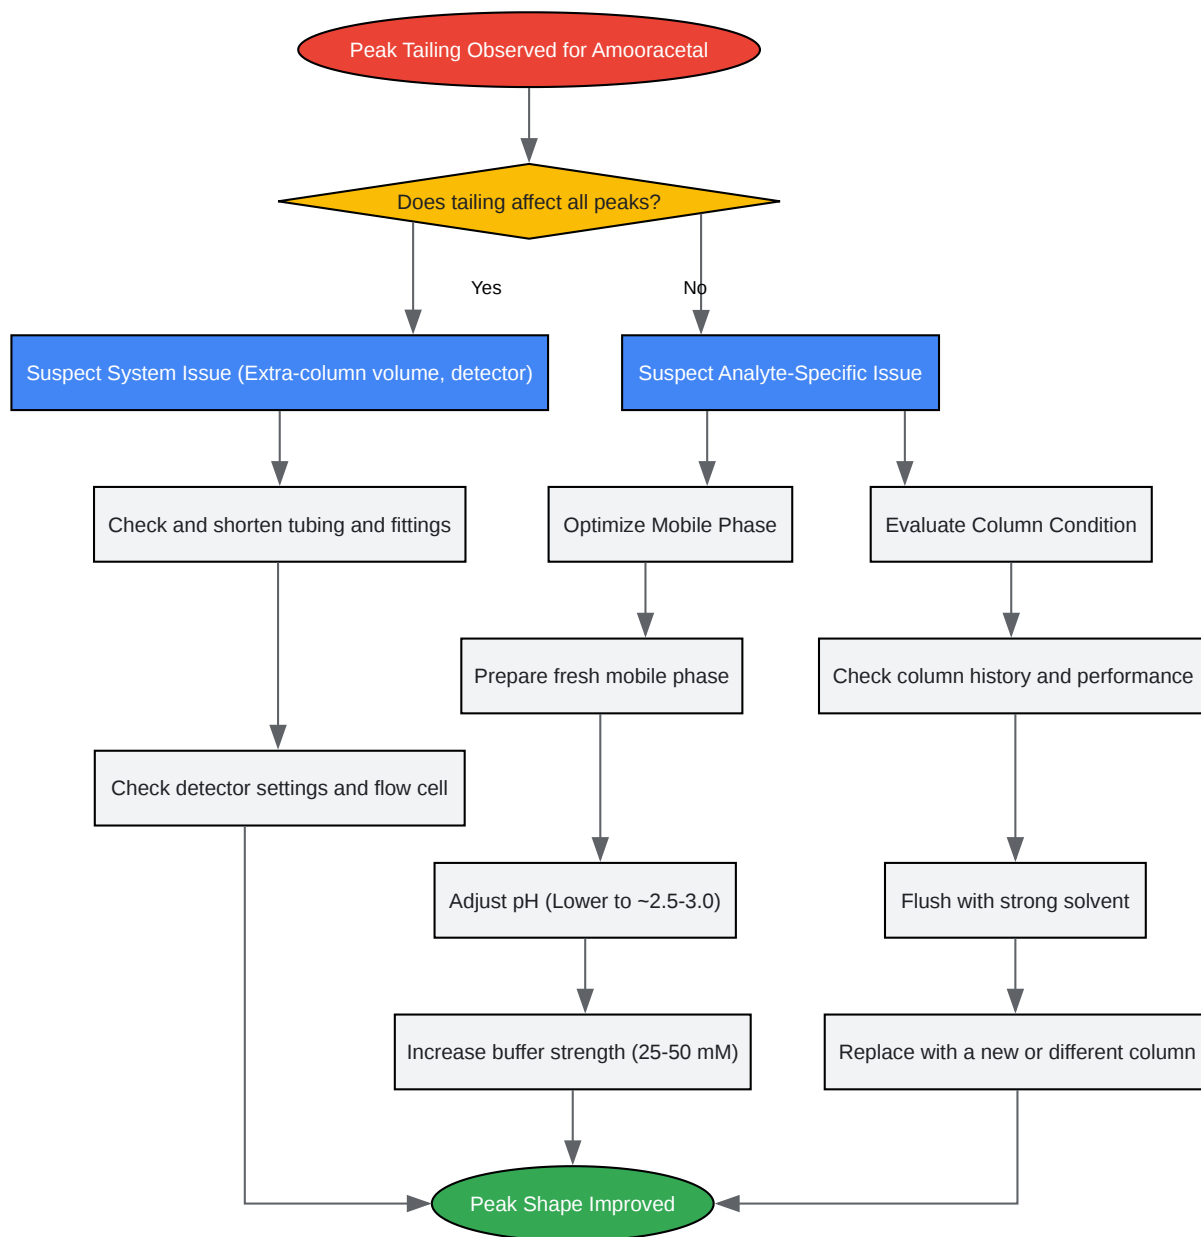 Peak Tailing Observed for Amooracetal
Does tailing affect all peaks?
Yes
No
Suspect System Issue (Extra-column volume, detector)
Suspect Analyte-Specific Issue
Check and shorten tubing and fittings
Optimize Mobile Phase
Evaluate Column Condition
Prepare fresh mobile phase
Check column history and performance
Check detector settings and flow cell
Adjust pH (Lower to ~2.5-3.0)
Flush with strong solvent
Increase buffer strength (25-50 mM)
Replace with a new or different column
Peak Shape Improved